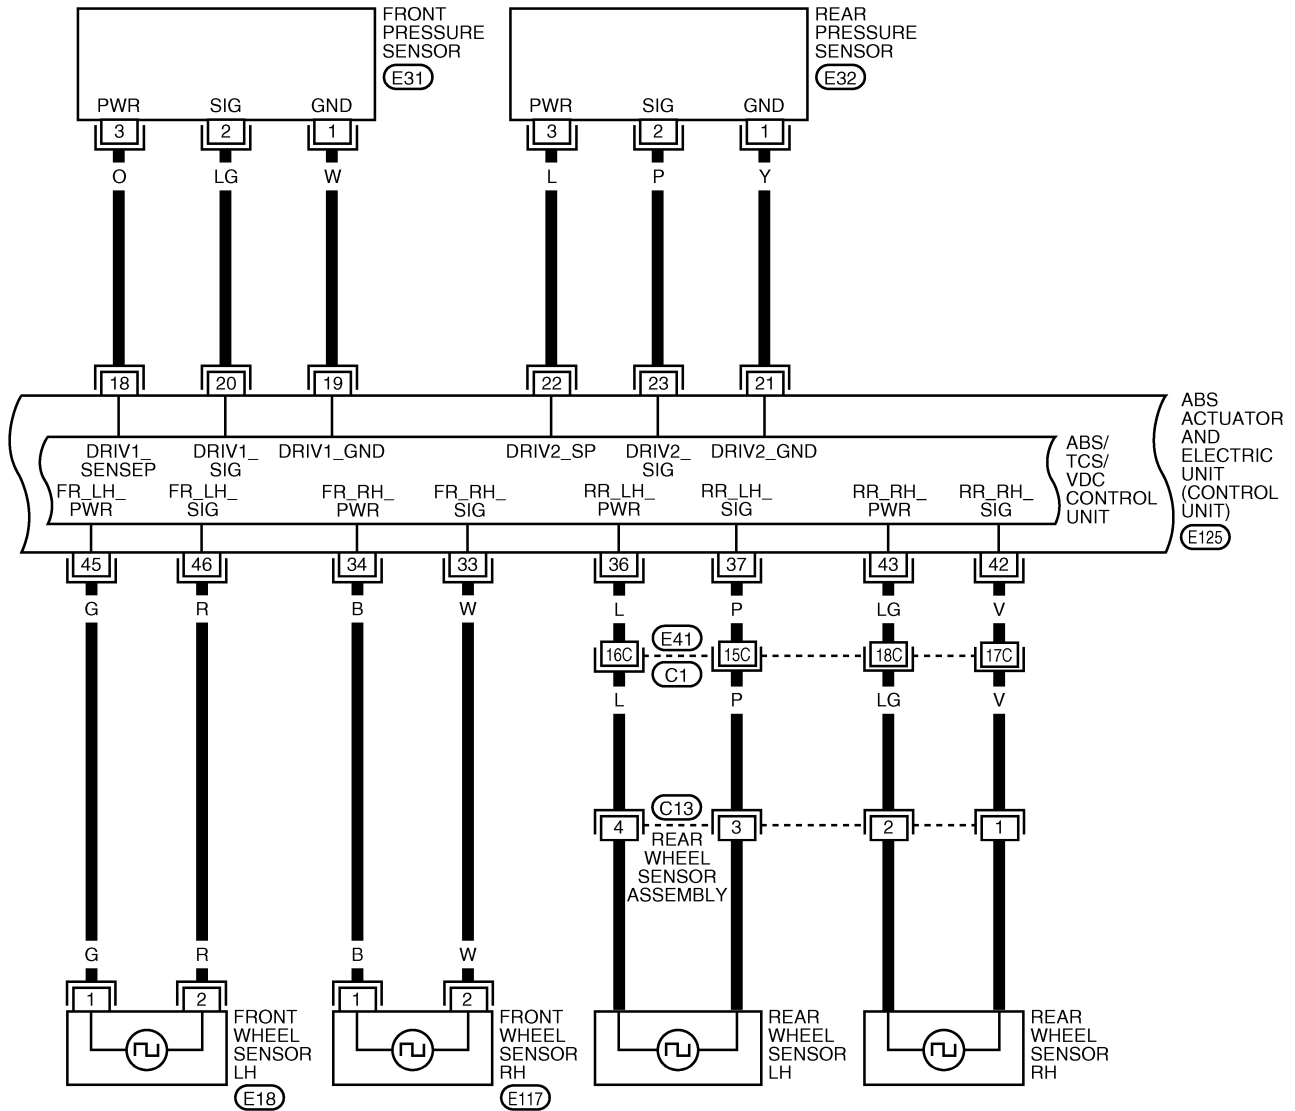 FRONT
PRESSURE
SENSOR
E31
REAR
PRESSURE
SENSOR
E32
PWR SIG GND
PWR SIG GND
3 2 1
3 2 1
O LG W
L P Y
18 20 19 22 23 21
DRIV1_
SENSEP
DRIV1_
SIG
DRIV1_GND
DRIV2_SP
DRIV2_
SIG
DRIV2_GND
FR_LH_
PWR
FR_LH_
SIG
FR_RH_
PWR
FR_RH_
SIG
RR_LH_
PWR
RR_LH_
SIG
RR_RH_
PWR
RR_RH_
SIG
ABS/
TCS/
VDC
CONTROL
UNIT
ABS
ACTUATOR
AND
ELECTRIC
UNIT
(CONTROL
UNIT)
E125
45 46 34 33 36 37 43 42
G R B W L P LG V
16C E41 15C 18C 17C
C1
L P LG V
4 C13 3 2 1
REAR
WHEEL
SENSOR
ASSEMBLY
G R B W
1 2 1 2
FRONT
WHEEL
SENSOR
LH
E18
FRONT
WHEEL
SENSOR
RH
E117
REAR
WHEEL
SENSOR
LH
REAR
WHEEL
SENSOR
RH